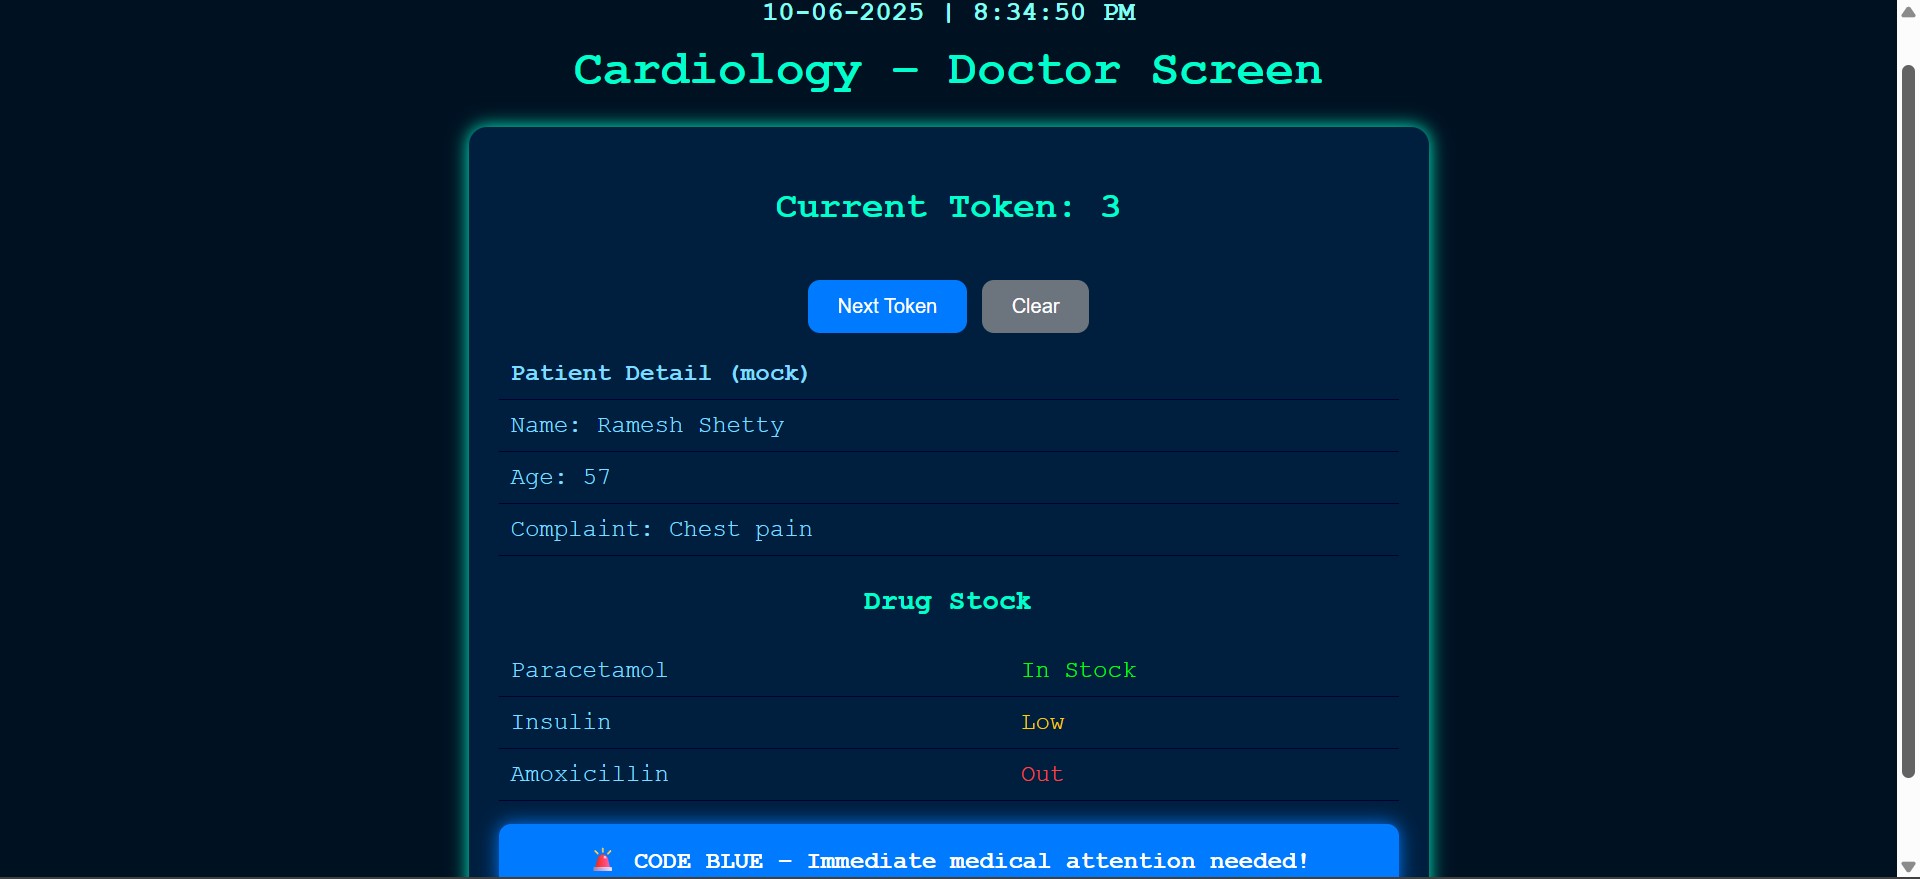 10-06-2025 | 8:34:50 PM
Cardiology – Doctor Screen
Current Token: 3
Next Token Clear
Patient Detail (mock)
Name: Ramesh Shetty
Age: 57
Complaint: Chest pain
Drug Stock
Paracetamol In Stock
Insulin Low
Amoxicillin Out
🚨 CODE BLUE – Immediate medical attention needed!